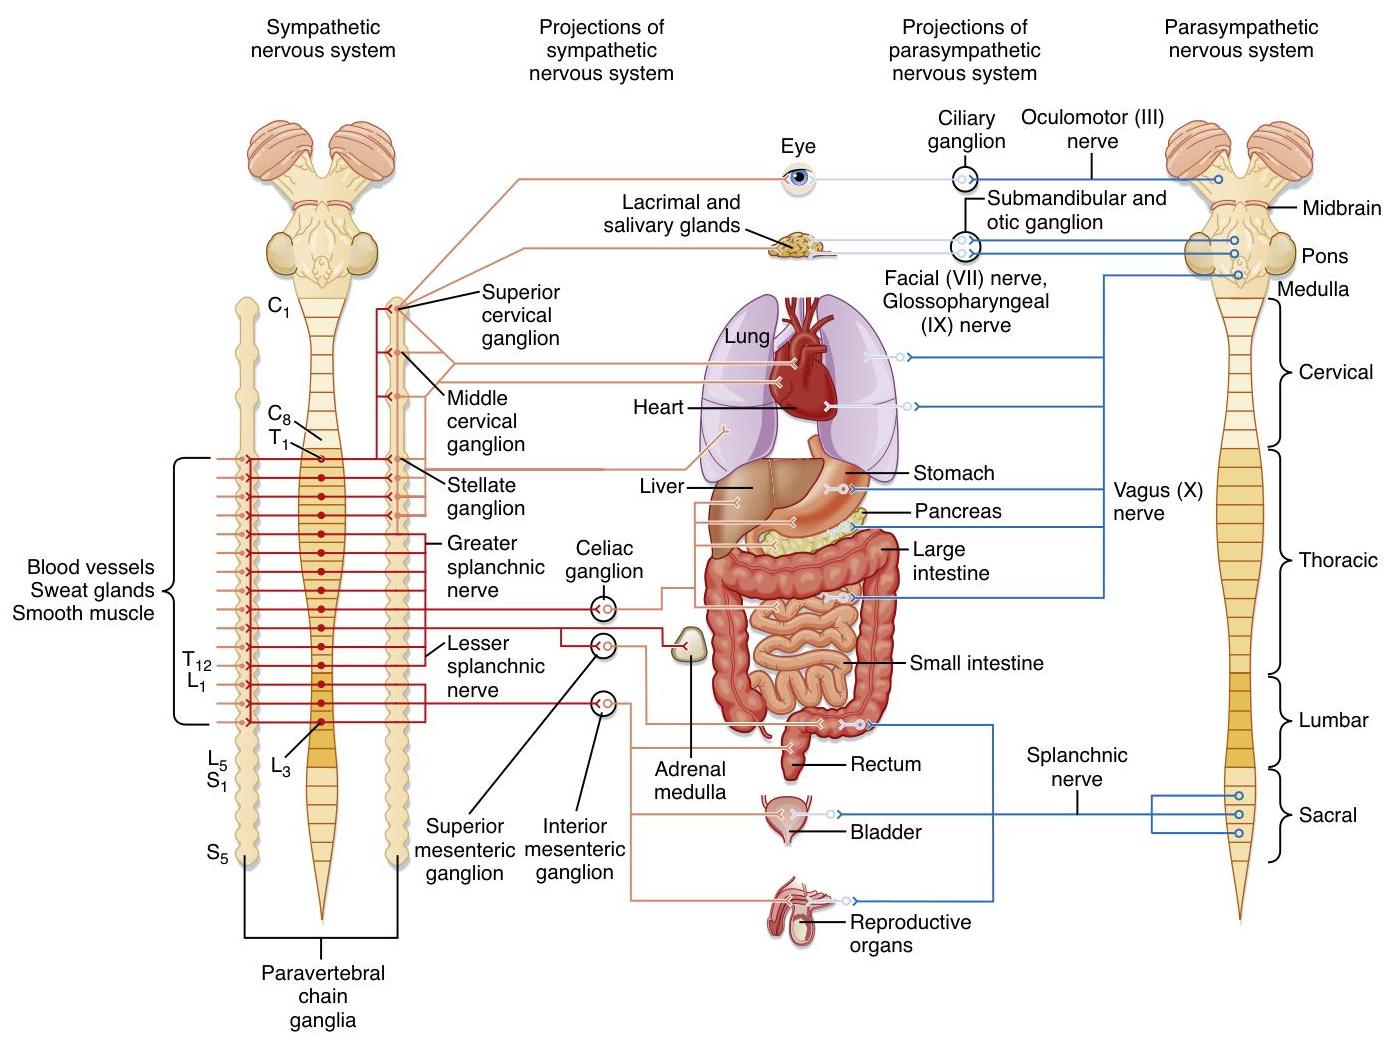 Sympathetic
nervous system
Projections of
sympathetic
nervous system
Projections of
parasympathetic
nervous system
Parasympathetic
nervous system
Eye
Ciliary
ganglion
Oculomotor (III)
nerve
Lacrimal and
salivary glands
Submandibular and
otic ganglion
Midbrain
Pons
Medulla
Facial (VII) nerve,
Glossopharyngeal
(IX) nerve
C1
Superior
cervical
ganglion
Lung
Cervical
Middle
cervical
ganglion
Heart
C8
T1
Stellate
ganglion
Liver
Stomach
Pancreas
Vagus (X)
nerve
Greater
splanchnic
nerve
Celiac
ganglion
Large
intestine
Thoracic
Blood vessels
Sweat glands
Smooth muscle
Lesser
splanchnic
nerve
T12
L1
Small intestine
Lumbar
L5
S1
L3
Adrenal
medulla
Rectum
Splanchnic
nerve
Superior
mesenteric
ganglion
Interior
mesenteric
ganglion
Bladder
Sacral
S5
Reproductive
organs
Paravertebral
chain
ganglia